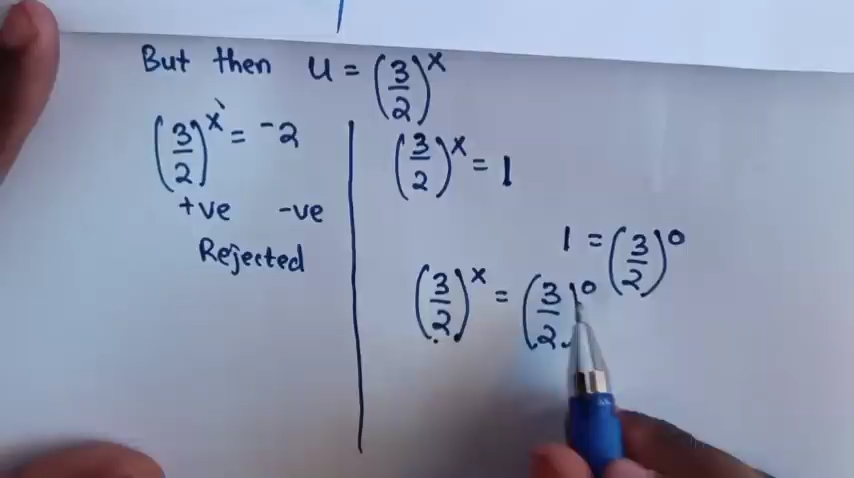 But then u = (3/2)^x
(3/2)^x = -2
+ve -ve
Rejected
(3/2)^x = 1
1 = (3/2)^0
(3/2)^x = (3/2)^0